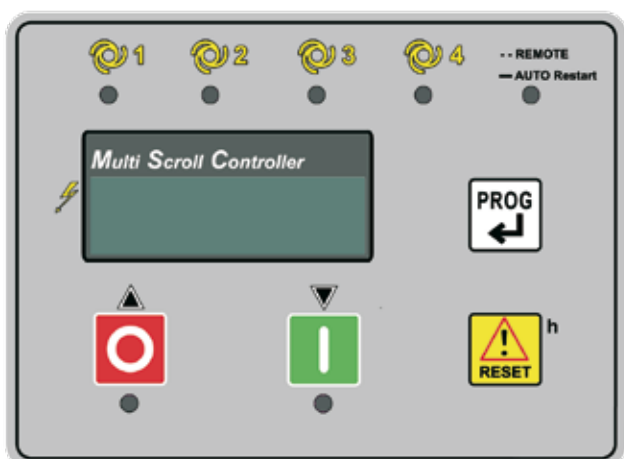 1 2 3 4 -- REMOTE
— AUTO Restart
Multi Scroll Controller
PROG
h
RESET